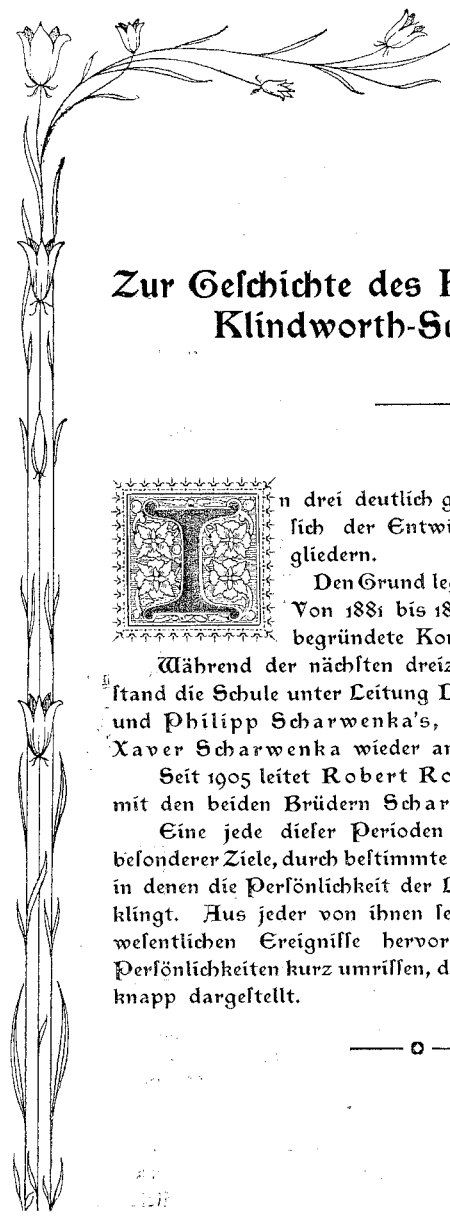 Zur Geſchichte des
Klindworth-Sc
In drei deutlich g
ſich der Entwi
gliedern.
Den Grund leg
Von 1881 bis 18
begründete Kon
Während der nächſten dreiz
ſtand die Schule unter Leitung D
und Philipp Scharwenka's,
Xaver Scharwenka wieder an
Seit 1905 leitet Robert Ro
mit den beiden Brüdern Schar
Eine jede dieſer Perioden
beſonderer Ziele, durch beſtimmte
in denen die Perſönlichkeit der L
klingt. Aus jeder von ihnen ſe
weſentlichen Ereigniſſe hervor
Perſönlichkeiten kurz umriſſen, d
knapp dargeſtellt.